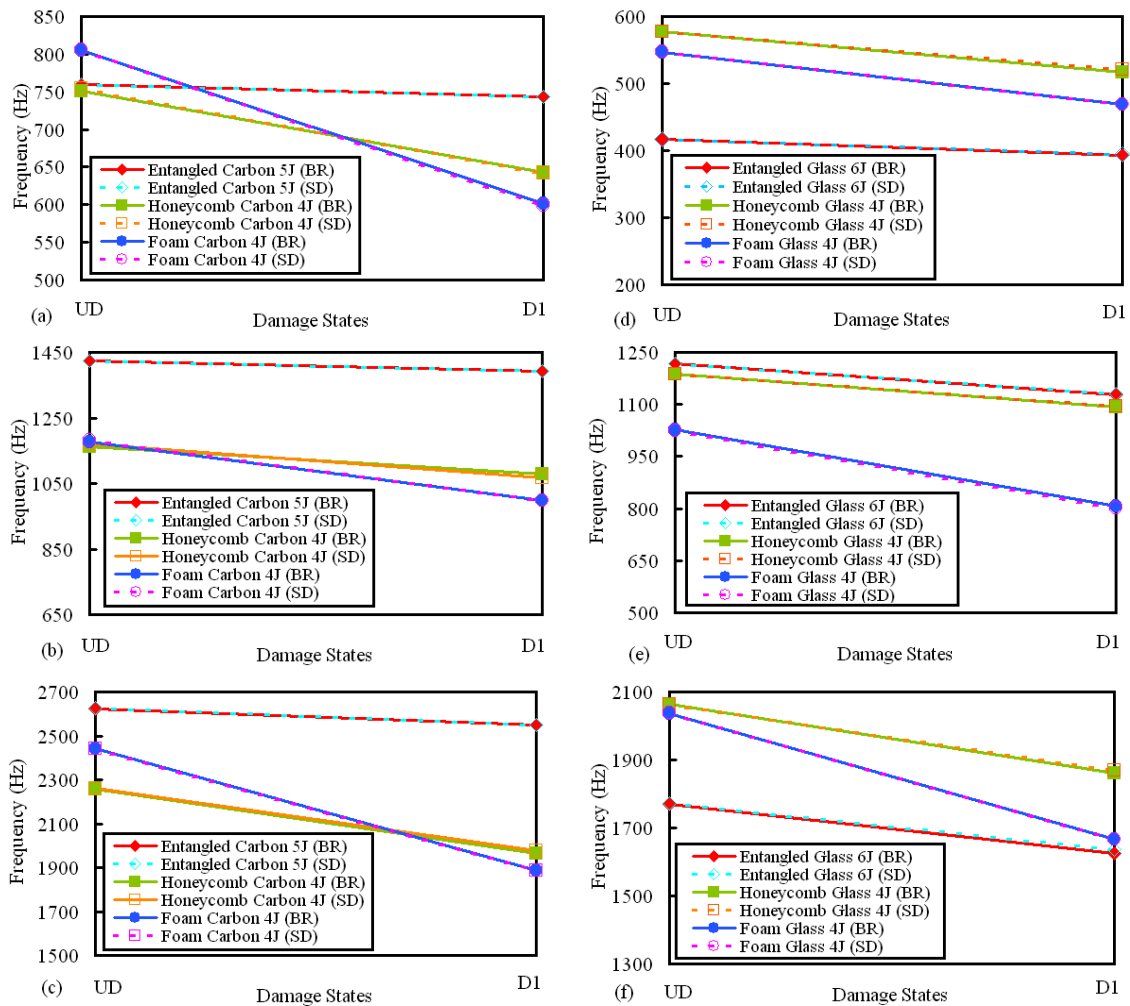 850
800
750
700
650
600
550
500
Frequency (Hz)
Entangled Carbon 5J (BR)
Entangled Carbon 5J (SD)
Honeycomb Carbon 4J (BR)
Honeycomb Carbon 4J (SD)
Foam Carbon 4J (BR)
Foam Carbon 4J (SD)
(a)
UD
Damage States
D1
600
500
400
300
200
Frequency (Hz)
Entangled Glass 6J (BR)
Entangled Glass 6J (SD)
Honeycomb Glass 4J (BR)
Honeycomb Glass 4J (SD)
Foam Glass 4J (BR)
Foam Glass 4J (SD)
(d)
UD
Damage States
D1
1450
1250
1050
850
650
Frequency (Hz)
Entangled Carbon 5J (BR)
Entangled Carbon 5J (SD)
Honeycomb Carbon 4J (BR)
Honeycomb Carbon 4J (SD)
Foam Carbon 4J (BR)
Foam Carbon 4J (SD)
(b)
UD
Damage States
D1
1250
1100
950
800
650
500
Frequency (Hz)
Entangled Glass 6J (BR)
Entangled Glass 6J (SD)
Honeycomb Glass 4J (BR)
Honeycomb Glass 4J (SD)
Foam Glass 4J (BR)
Foam Glass 4J (SD)
(e)
UD
Damage States
D1
2700
2500
2300
2100
1900
1700
1500
Frequency (Hz)
Entangled Carbon 5J (BR)
Entangled Carbon 5J (SD)
Honeycomb Carbon 4J (BR)
Honeycomb Carbon 4J (SD)
Foam Carbon 4J (BR)
Foam Carbon 4J (SD)
(c)
UD
Damage States
D1
2100
1900
1700
1500
1300
Frequency (Hz)
Entangled Glass 6J (BR)
Entangled Glass 6J (SD)
Honeycomb Glass 4J (BR)
Honeycomb Glass 4J (SD)
Foam Glass 4J (BR)
Foam Glass 4J (SD)
(f)
UD
Damage States
D1